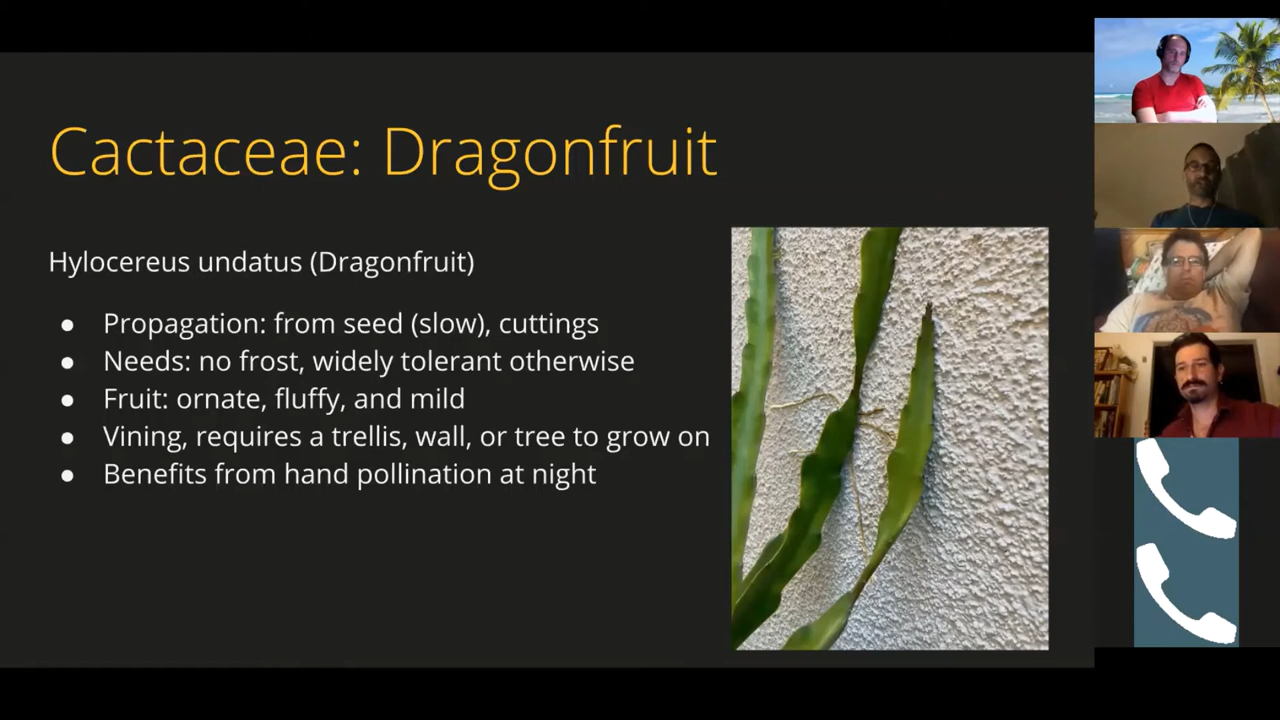 Cactaceae: Dragonfruit
Hylocereus undatus (Dragonfruit)
● Propagation: from seed (slow), cuttings
● Needs: no frost, widely tolerant otherwise
● Fruit: ornate, fluffy, and mild
● Vining, requires a trellis, wall, or tree to grow on
● Benefits from hand pollination at night